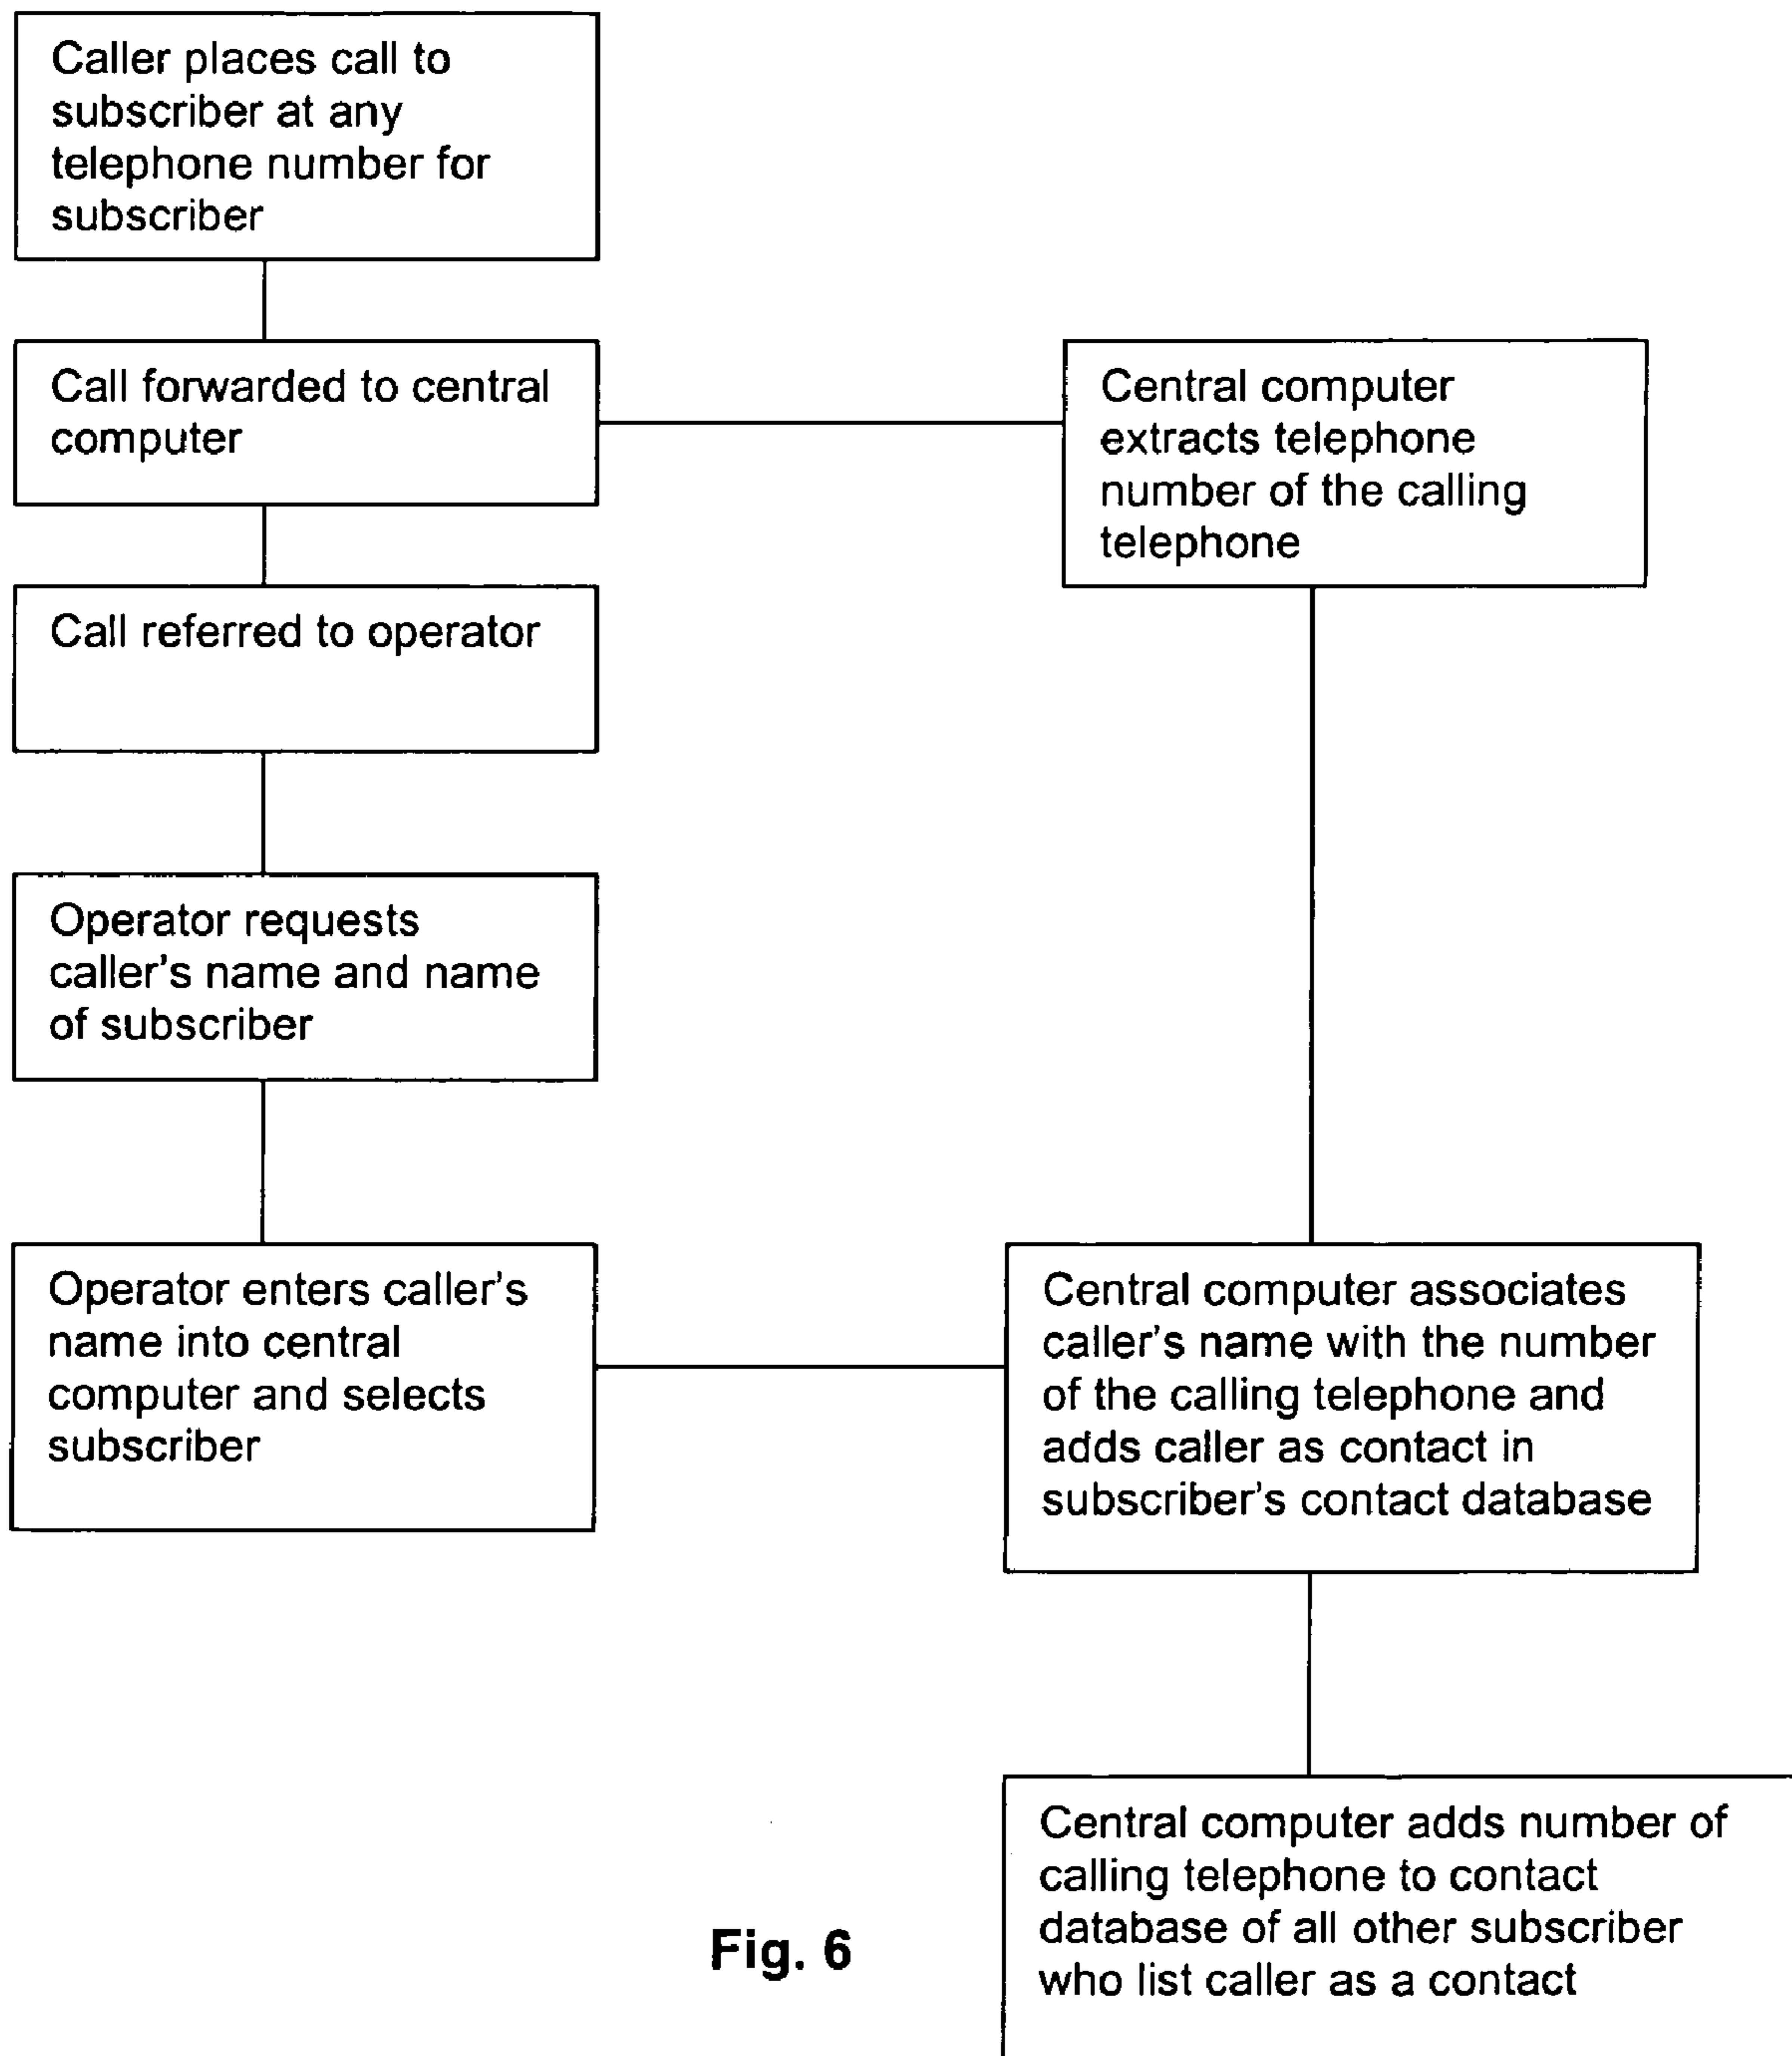 Caller places call to
subscriber at any
telephone number for
subscriber
Call forwarded to central
computer
Central computer
extracts telephone
number of the calling
telephone
Call referred to operator
Operator requests
caller's name and name
of subscriber
Operator enters caller's
name into central
computer and selects
subscriber
Central computer associates
caller's name with the number
of the calling telephone and
adds caller as contact in
subscriber's contact database
Central computer adds number of
calling telephone to contact
database of all other subscriber
who list caller as a contact
Fig. 6